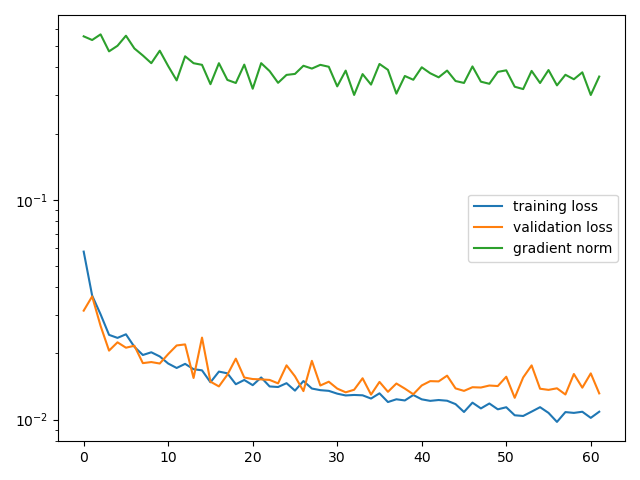 10⁻¹
training loss
validation loss
gradient norm
10⁻²
0 10 20 30 40 50 60